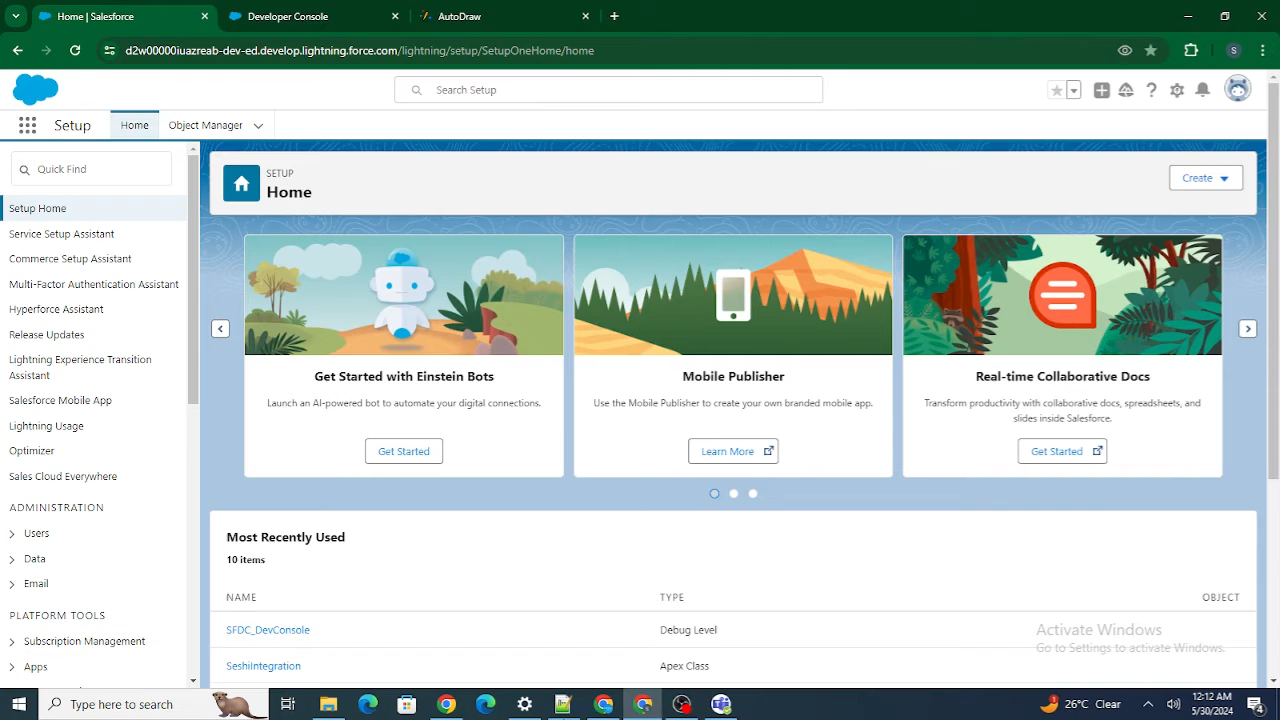 Home | Salesforce
Developer Console
AutoDraw
d2w00000iuazreab-dev-ed.develop.lightning.force.com/lightning/setup/SetupOneHome/home
S
Search Setup
Setup
Home
Object Manager
Quick Find
Setup Home
Service Setup Assistant
Commerce Setup Assistant
Multi-Factor Authentication Assistant
Hyperforce Assistant
Release Updates
Lightning Experience Transition
Assistant
Salesforce Mobile App
Lightning Usage
Optimizer
Sales Cloud Everywhere
ADMINISTRATION
Users
Data
Email
PLATFORM TOOLS
Subscription Management
Apps
SETUP
Home
Create
Get Started with Einstein Bots
Launch an AI-powered bot to automate your digital connections.
Get Started
Mobile Publisher
Use the Mobile Publisher to create your own branded mobile app.
Learn More
Real-time Collaborative Docs
Transform productivity with collaborative docs, spreadsheets, and
slides inside Salesforce.
Get Started
Most Recently Used
10 items
NAME TYPE OBJECT
SFDC_DevConsole Debug Level
SeshiIntegration Apex Class
Activate Windows
Go to Settings to activate Windows.
Type here to search
26°C Clear
12:12 AM
5/30/2024
4